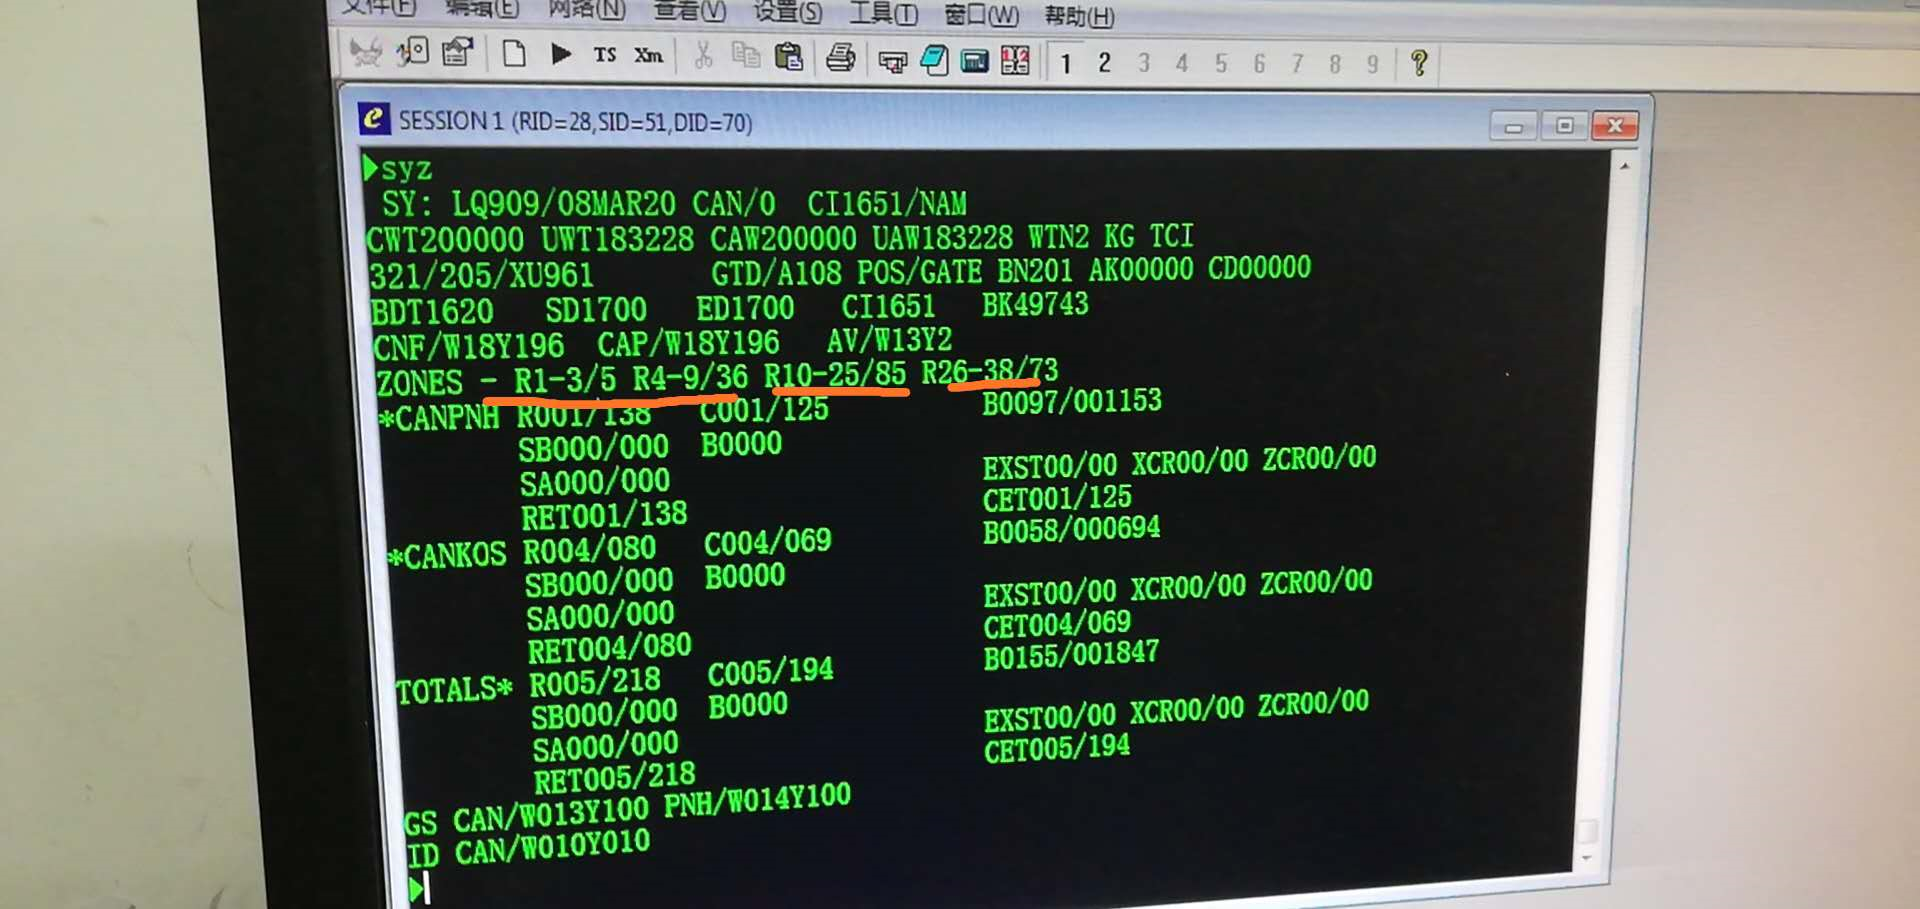 文件(F) 编辑(E) 网络(N) 查看(V) 设置(S) 工具(T) 窗口(W) 帮助(H)
TS Xm 1 2 3 4 5 6 7 8 9 ?
SESSION 1 (RID=28,SID=51,DID=70)
syz
SY: LQ909/08MAR20 CAN/0 CI1651/NAM
CWT200000 UWT183228 CAW200000 UAW183228 WTN2 KG TCI
321/205/XU961 GTD/A108 POS/GATE BN201 AK00000 CD00000
BDT1620 SD1700 ED1700 CI1651 BK49743
CNF/W18Y196 CAP/W18Y196 AV/W13Y2
ZONES - R1-3/5 R4-9/36 R10-25/85 R26-38/73
*CANPNH R001/138 C001/125 B0097/001153
SB000/000 B0000
SA000/000 EXST00/00 XCR00/00 ZCR00/00
RET001/138 CET001/125
*CANKOS R004/080 C004/069 B0058/000694
SB000/000 B0000
SA000/000 EXST00/00 XCR00/00 ZCR00/00
RET004/080 CET004/069
TOTALS* R005/218 C005/194 B0155/001847
SB000/000 B0000
SA000/000 EXST00/00 XCR00/00 ZCR00/00
RET005/218 CET005/194
GS CAN/W013Y100 PNH/W014Y100
ID CAN/W010Y010